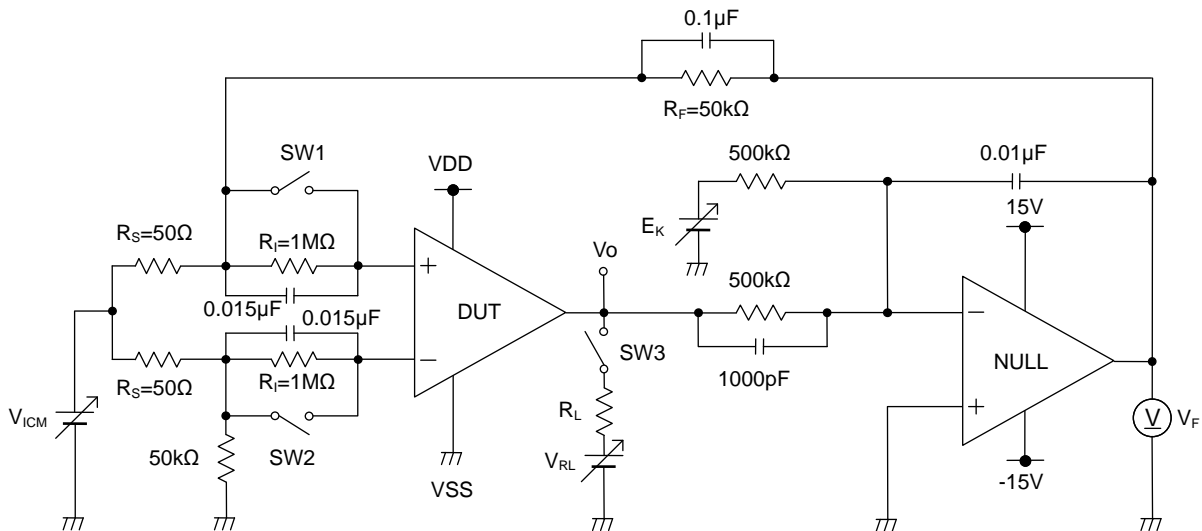 0.1μF
R_F=50kΩ
SW1
VDD
500kΩ
0.01μF
15V
E_K
R_S=50Ω
R_I=1MΩ
Vo
+
500kΩ
0.015μF
0.015μF
DUT
−
NULL
R_S=50Ω
R_I=1MΩ
−
SW3
1000pF
+
V
V_F
V_ICM
R_L
50kΩ
SW2
V_RL
-15V
VSS